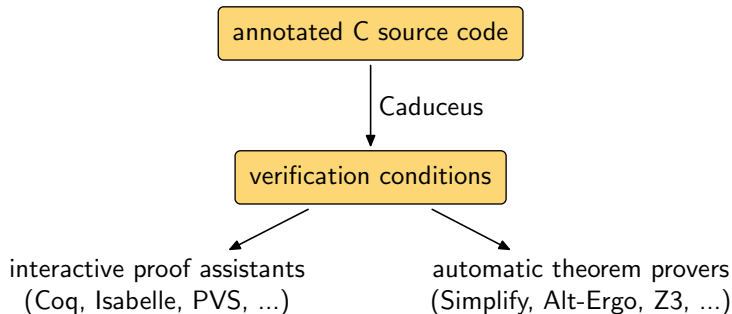 annotated C source code
Caduceus
verification conditions
interactive proof assistants
(Coq, Isabelle, PVS, ...)
automatic theorem provers
(Simplify, Alt-Ergo, Z3, ...)